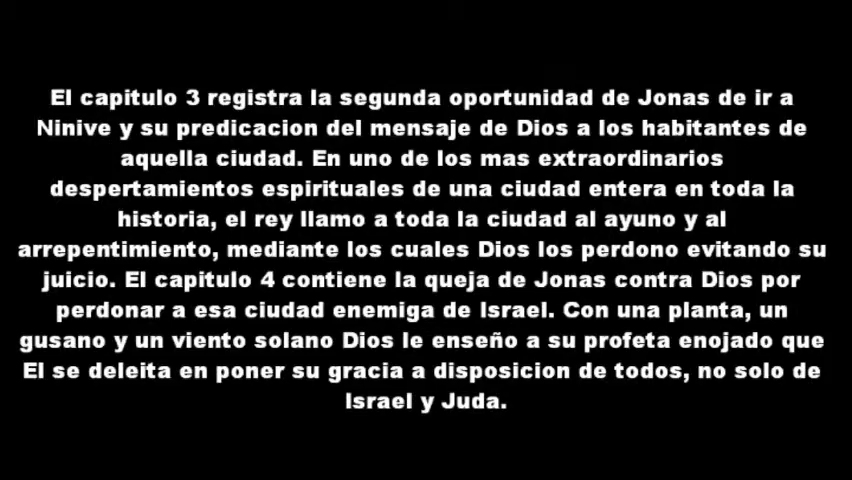 El capitulo 3 registra la segunda oportunidad de Jonas de ir a
Ninive y su predicacion del mensaje de Dios a los habitantes de
aquella ciudad. En uno de los mas extraordinarios
despertamientos espirituales de una ciudad entera en toda la
historia, el rey llamo a toda la ciudad al ayuno y al
arrepentimiento, mediante los cuales Dios los perdono evitando su
juicio. El capitulo 4 contiene la queja de Jonas contra Dios por
perdonar a esa ciudad enemiga de Israel. Con una planta, un
gusano y un viento solano Dios le enseño a su profeta enojado que
El se deleita en poner su gracia a disposicion de todos, no solo de
Israel y Juda.